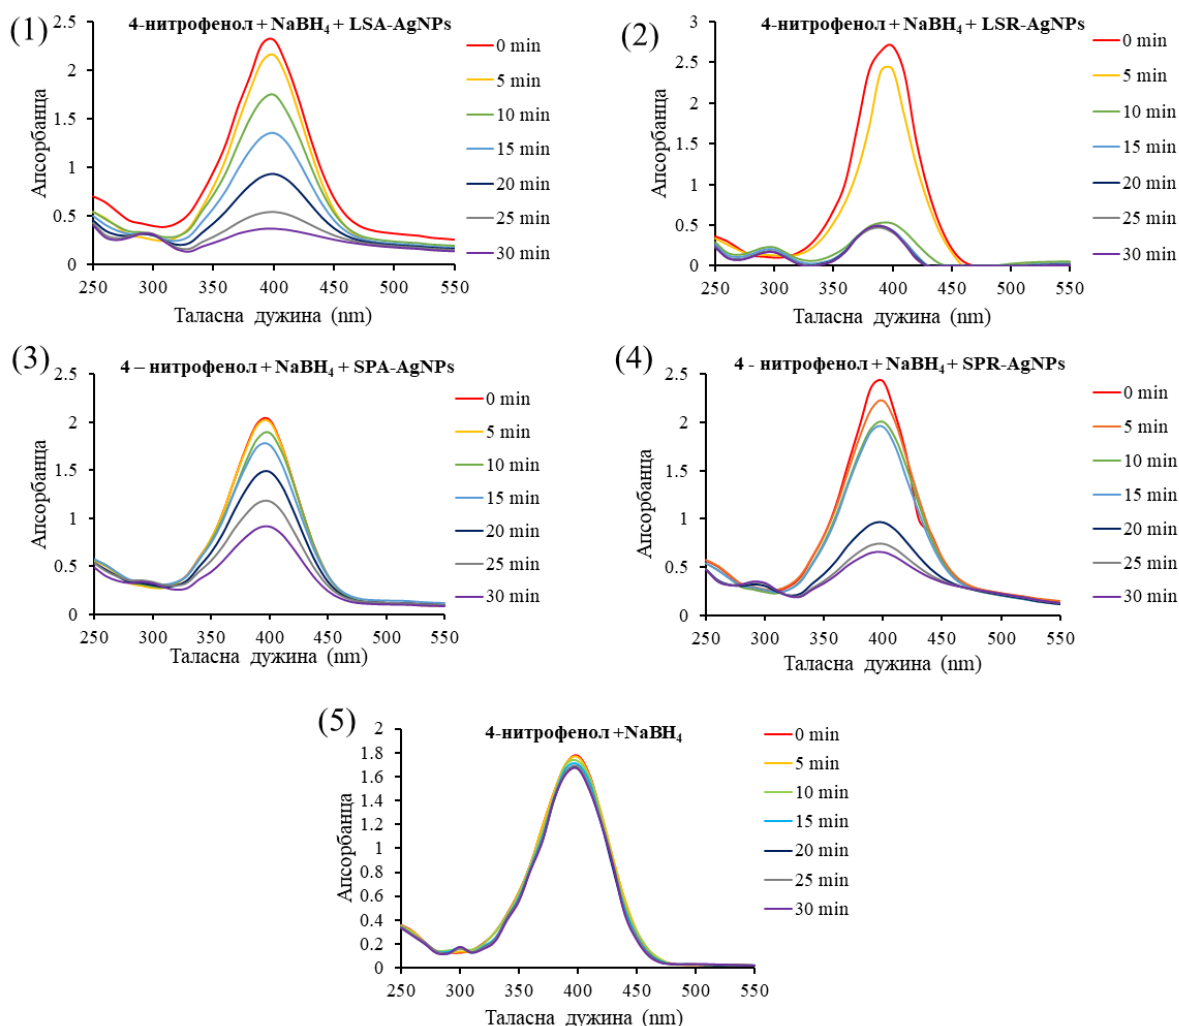 (1)
4-нитрофенол + NaBH4 + LSA-AgNPs
Апсорбанца
2.5
2
1.5
1
0.5
0
250 300 350 400 450 500 550
Таласна дужина (nm)
0 min
5 min
10 min
15 min
20 min
25 min
30 min
(2)
4-нитрофенол + NaBH4 + LSR-AgNPs
Апсорбанца
3
2.5
2
1.5
1
0.5
0
250 300 350 400 450 500 550
Таласна дужина (nm)
0 min
5 min
10 min
15 min
20 min
25 min
30 min
(3)
4 – нитрофенол + NaBH4 + SPA-AgNPs
Апсорбанца
2.5
2
1.5
1
0.5
0
250 300 350 400 450 500 550
Таласна дужина (nm)
0 min
5 min
10 min
15 min
20 min
25 min
30 min
(4)
4 - нитрофенол + NaBH4 + SPR-AgNPs
Апсорбанца
2.5
2
1.5
1
0.5
0
250 300 350 400 450 500 550
Таласна дужина (nm)
0 min
5 min
10 min
15 min
20 min
25 min
30 min
(5)
4-нитрофенол +NaBH4
Апсорбанца
2
1.8
1.6
1.4
1.2
1
0.8
0.6
0.4
0.2
0
250 300 350 400 450 500 550
Таласна дужина (nm)
0 min
5 min
10 min
15 min
20 min
25 min
30 min